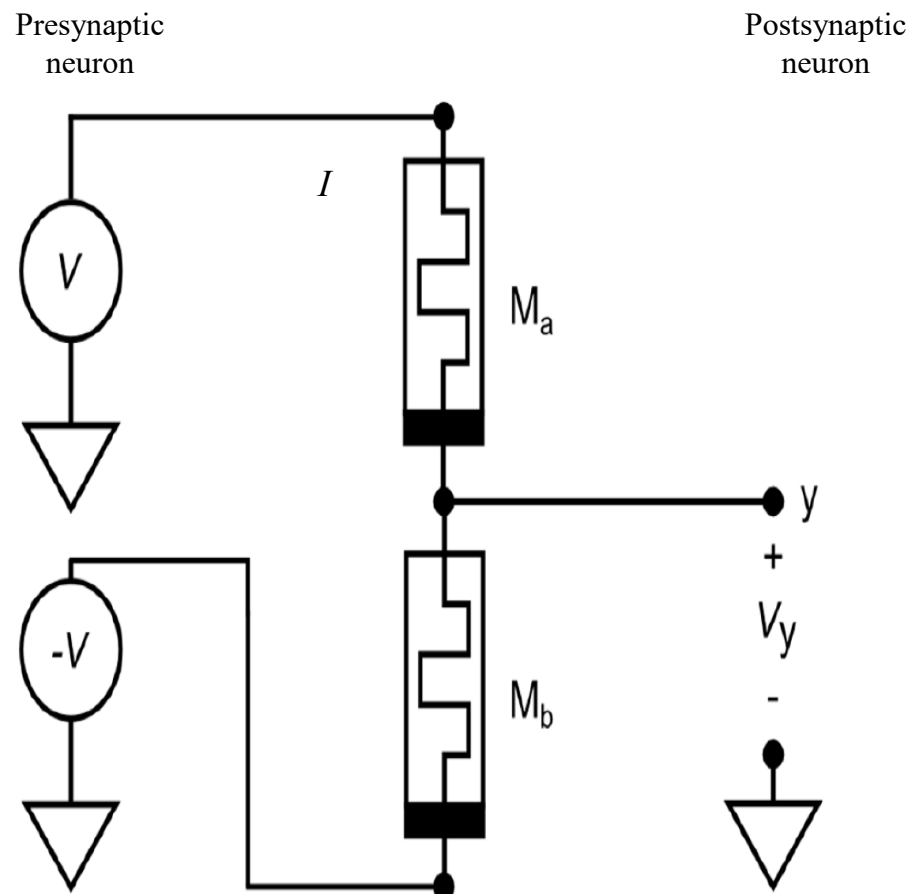 Presynaptic
neuron
Postsynaptic
neuron
I
V
Ma
y
+
Vy
-
-V
Mb